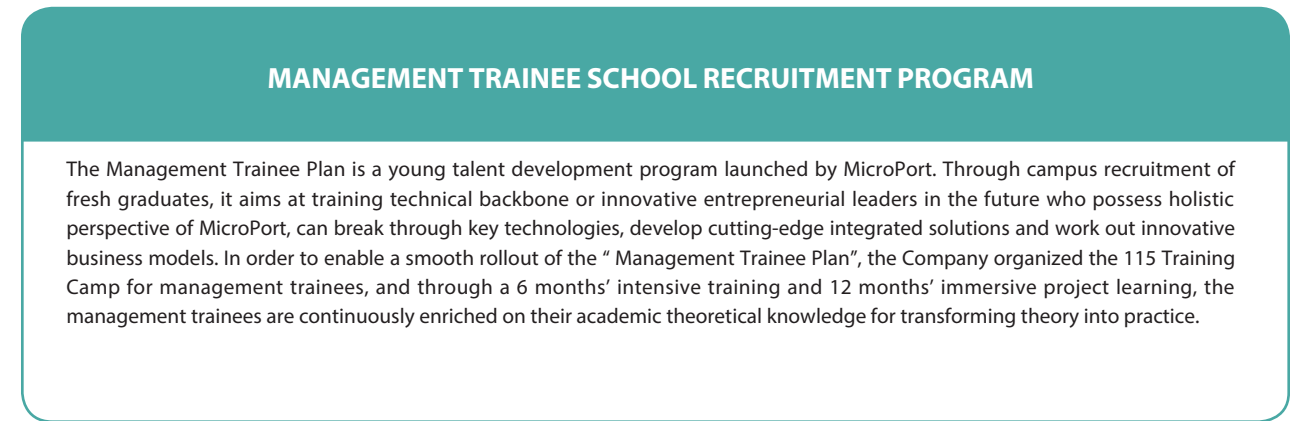 MANAGEMENT TRAINEE SCHOOL RECRUITMENT PROGRAM
The Management Trainee Plan is a young talent development program launched by MicroPort. Through campus recruitment of
fresh graduates, it aims at training technical backbone or innovative entrepreneurial leaders in the future who possess holistic
perspective of MicroPort, can break through key technologies, develop cutting-edge integrated solutions and work out innovative
business models. In order to enable a smooth rollout of the “ Management Trainee Plan”, the Company organized the 115 Training
Camp for management trainees, and through a 6 months’ intensive training and 12 months’ immersive project learning, the
management trainees are continuously enriched on their academic theoretical knowledge for transforming theory into practice.